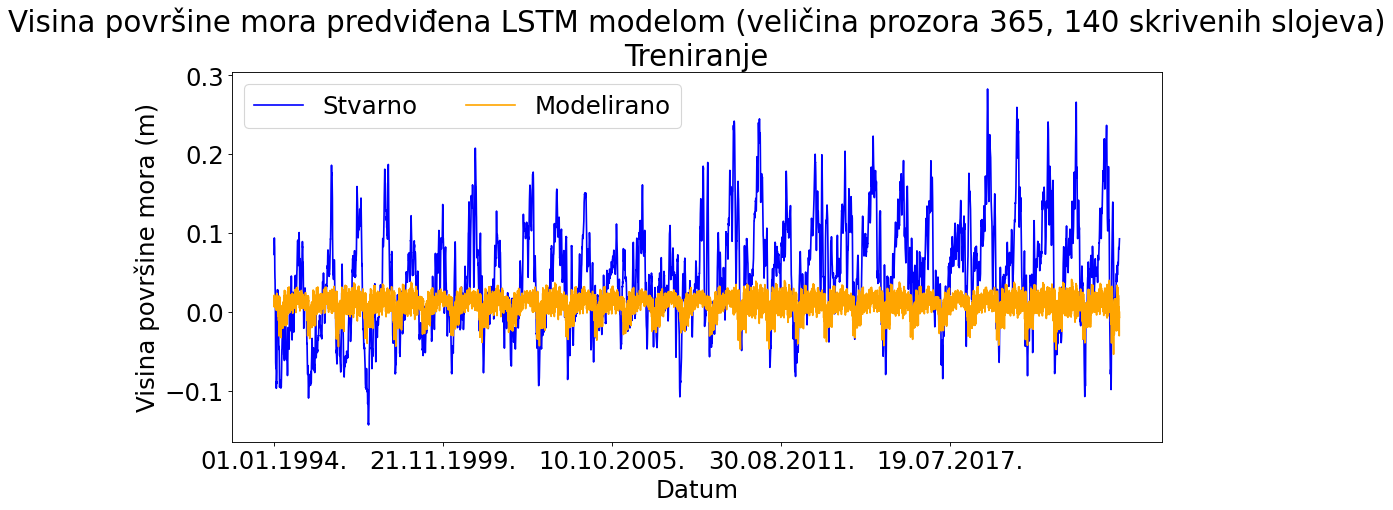 Visina površine mora predviđena LSTM modelom (veličina prozora 365, 140 skrivenih slojeva)
Treniranje
Stvarno Modelirano
Visina površine mora (m)
0.3
0.2
0.1
0.0
−0.1
01.01.1994. 21.11.1999. 10.10.2005. 30.08.2011. 19.07.2017.
Datum